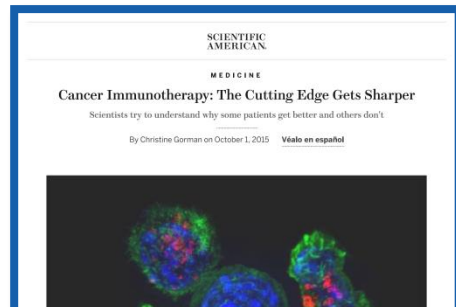 SCIENTIFIC
AMERICAN.
MEDICINE
Cancer Immunotherapy: The Cutting Edge Gets Sharper
Scientists try to understand why some patients get better and others don't
By Christine Gorman on October 1, 2015 Véalo en español